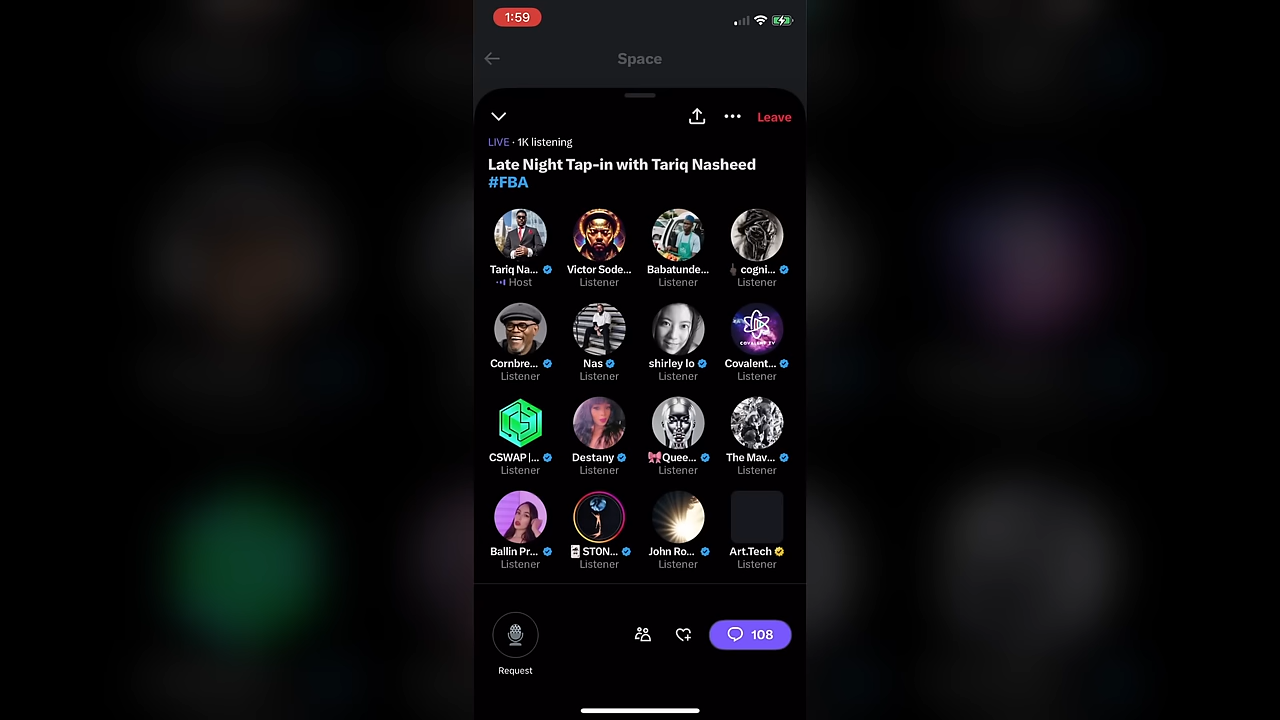 1:59
Space
Leave
LIVE · 1K listening
Late Night Tap-in with Tariq Nasheed
#FBA
Tariq Na... Victor Sode... Babatunde... cogni...
Host Listener Listener Listener
COVALENT TV
Cornbre... Nas shirley lo Covalent...
Listener Listener Listener Listener
CSWAP |... Destany 🎀Quee... The Mav...
Listener Listener Listener Listener
Ballin Pr... STON... John Ro... Art.Tech
Listener Listener Listener Listener
108
Request